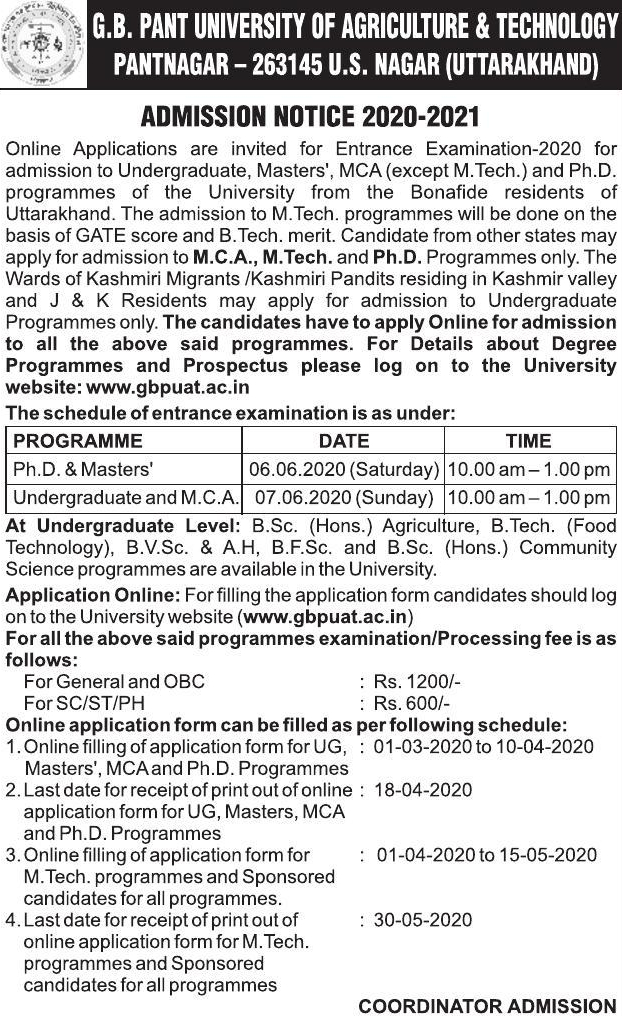 G.B. PANT UNIVERSITY OF AGRICULTURE & TECHNOLOGY
PANTNAGAR – 263145 U.S. NAGAR (UTTARAKHAND)
ADMISSION NOTICE 2020-2021
Online Applications are invited for Entrance Examination-2020 for
admission to Undergraduate, Masters', MCA (except M.Tech.) and Ph.D.
programmes of the University from the Bonafide residents of
Uttarakhand. The admission to M.Tech. programmes will be done on the
basis of GATE score and B.Tech. merit. Candidate from other states may
apply for admission to M.C.A., M.Tech. and Ph.D. Programmes only. The
Wards of Kashmiri Migrants /Kashmiri Pandits residing in Kashmir valley
and J & K Residents may apply for admission to Undergraduate
Programmes only. The candidates have to apply Online for admission
to all the above said programmes. For Details about Degree
Programmes and Prospectus please log on to the University
website: www.gbpuat.ac.in
The schedule of entrance examination is as under:
PROGRAMME DATE TIME
Ph.D. & Masters' 06.06.2020 (Saturday) 10.00 am – 1.00 pm
Undergraduate and M.C.A. 07.06.2020 (Sunday) 10.00 am – 1.00 pm
At Undergraduate Level: B.Sc. (Hons.) Agriculture, B.Tech. (Food
Technology), B.V.Sc. & A.H, B.F.Sc. and B.Sc. (Hons.) Community
Science programmes are available in the University.
Application Online: For filling the application form candidates should log
on to the University website (www.gbpuat.ac.in)
For all the above said programmes examination/Processing fee is as
follows:
For General and OBC : Rs. 1200/-
For SC/ST/PH : Rs. 600/-
Online application form can be filled as per following schedule:
1. Online filling of application form for UG, : 01-03-2020 to 10-04-2020
Masters', MCA and Ph.D. Programmes
2. Last date for receipt of print out of online : 18-04-2020
application form for UG, Masters, MCA
and Ph.D. Programmes
3. Online filling of application form for : 01-04-2020 to 15-05-2020
M.Tech. programmes and Sponsored
candidates for all programmes.
4. Last date for receipt of print out of : 30-05-2020
online application form for M.Tech.
programmes and Sponsored
candidates for all programmes
COORDINATOR ADMISSION